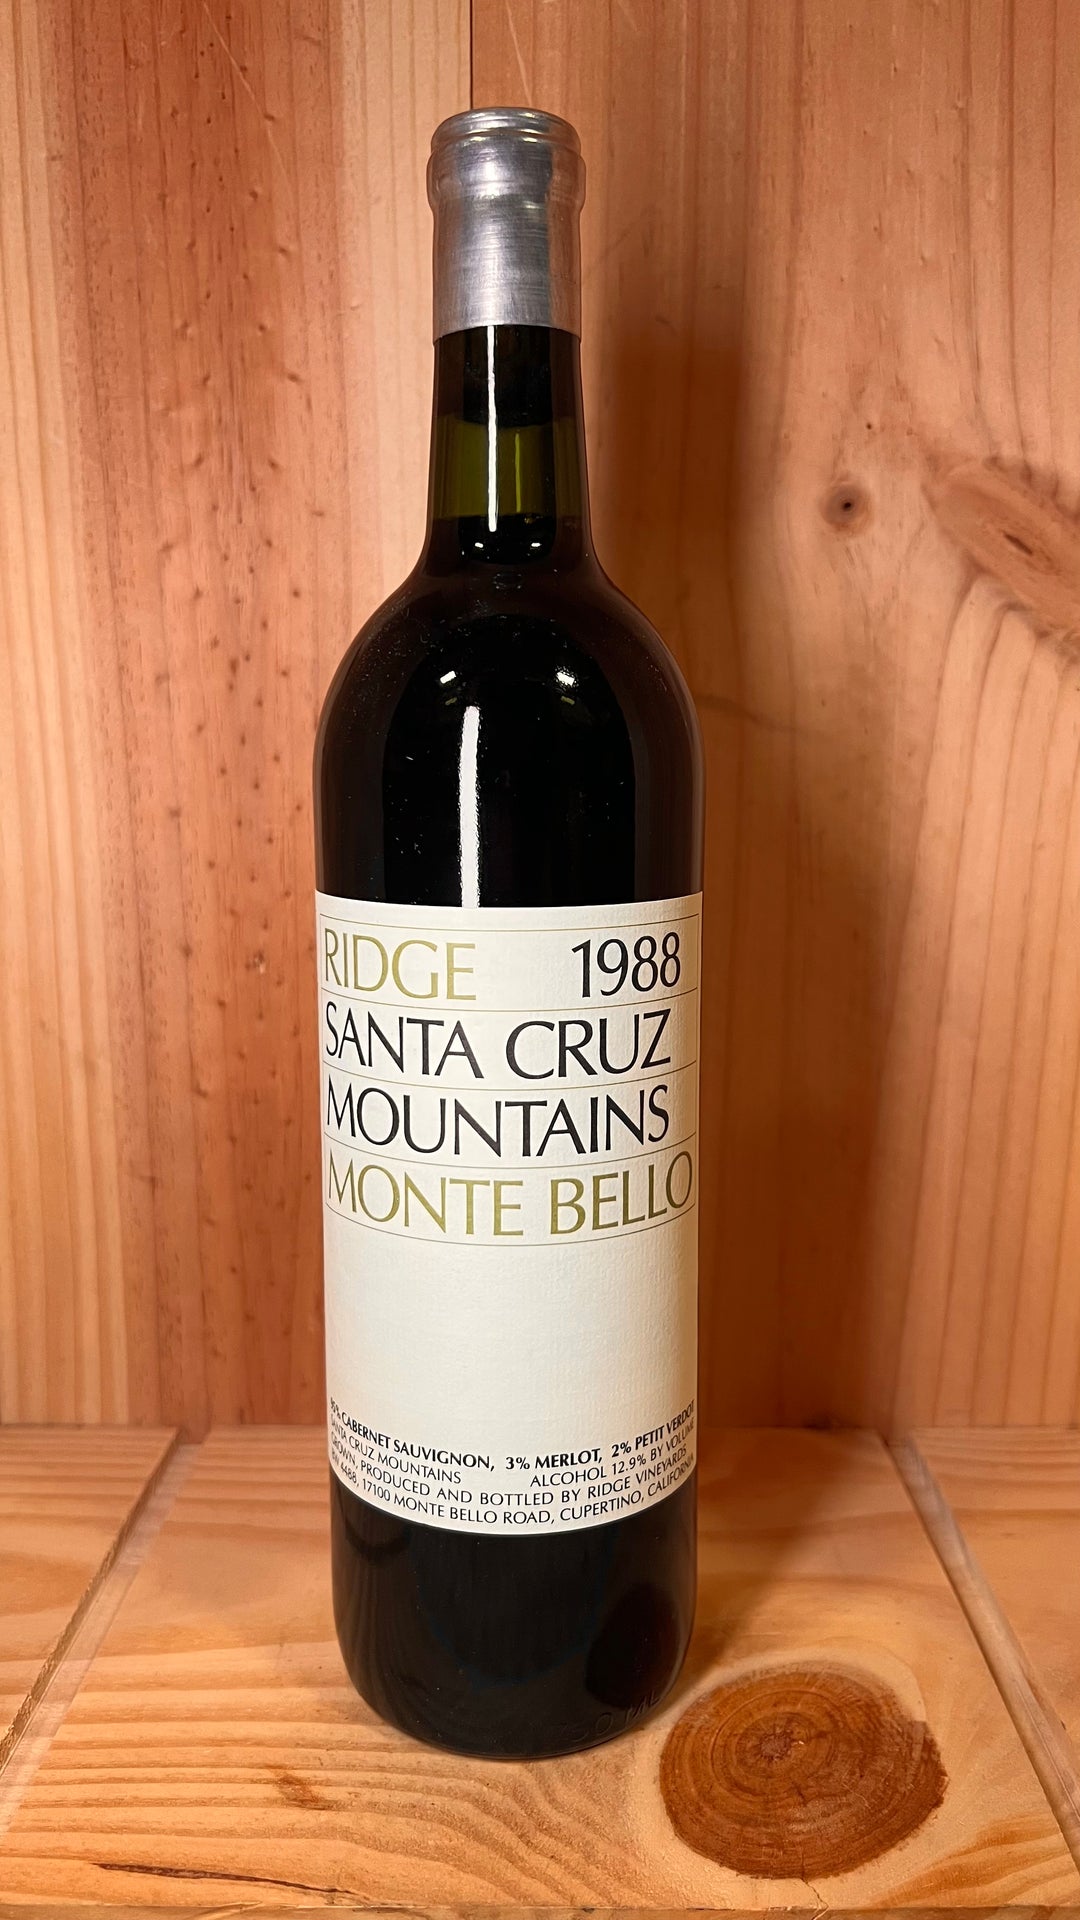 RIDGE 1988
SANTA CRUZ
MOUNTAINS
MONTE BELLO
95% CABERNET SAUVIGNON, 3% MERLOT, 2% PETIT VERDOT
SANTA CRUZ MOUNTAINS ALCOHOL 12.9% BY VOLUME
GROWN, PRODUCED AND BOTTLED BY RIDGE VINEYARDS
BW 4488, 17100 MONTE BELLO ROAD, CUPERTINO, CALIFORNIA
750 ML